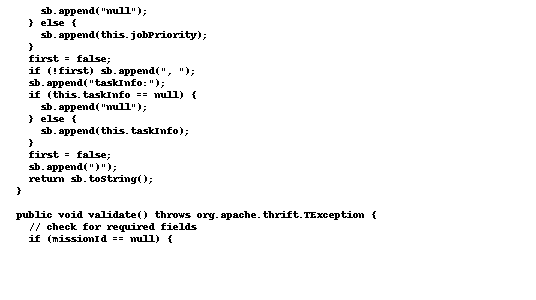 sb.append("null");
} else {
sb.append(this.jobPriority);
}
first = false;
if (!first) sb.append(", ");
sb.append("taskInfo:");
if (this.taskInfo == null) {
sb.append("null");
} else {
sb.append(this.taskInfo);
}
first = false;
sb.append(")");
return sb.toString();
}
public void validate() throws org.apache.thrift.TException {
// check for required fields
if (missionId == null) {